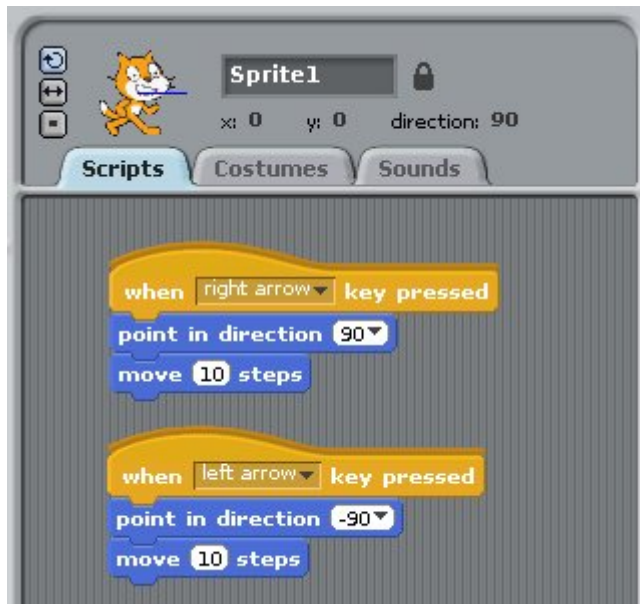 Sprite1
x: 0 y: 0 direction: 90
Scripts Costumes Sounds
when right arrow key pressed
point in direction 90
move 10 steps
when left arrow key pressed
point in direction -90
move 10 steps